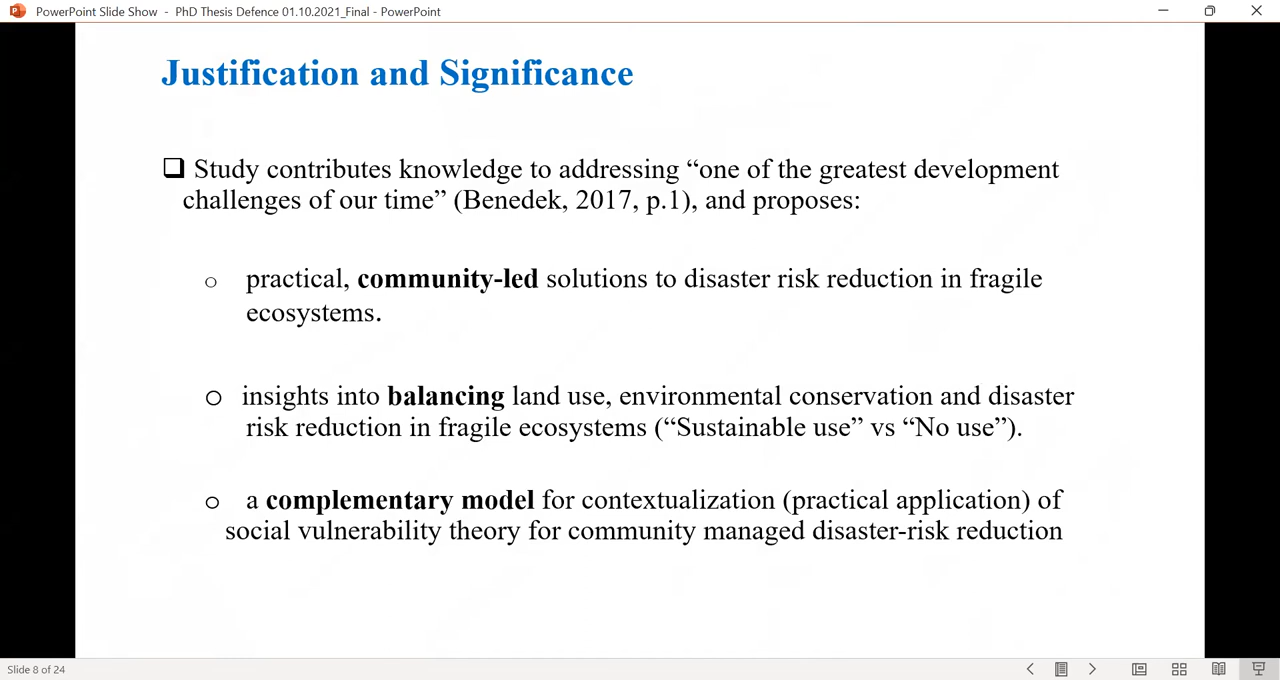 PowerPoint Slide Show - PhD Thesis Defence 01.10.2021_Final - PowerPoint
Justification and Significance
Study contributes knowledge to addressing “one of the greatest development
challenges of our time” (Benedek, 2017, p.1), and proposes:
practical, community-led solutions to disaster risk reduction in fragile
ecosystems.
insights into balancing land use, environmental conservation and disaster
risk reduction in fragile ecosystems (“Sustainable use” vs “No use”).
a complementary model for contextualization (practical application) of
social vulnerability theory for community managed disaster-risk reduction
Slide 8 of 24